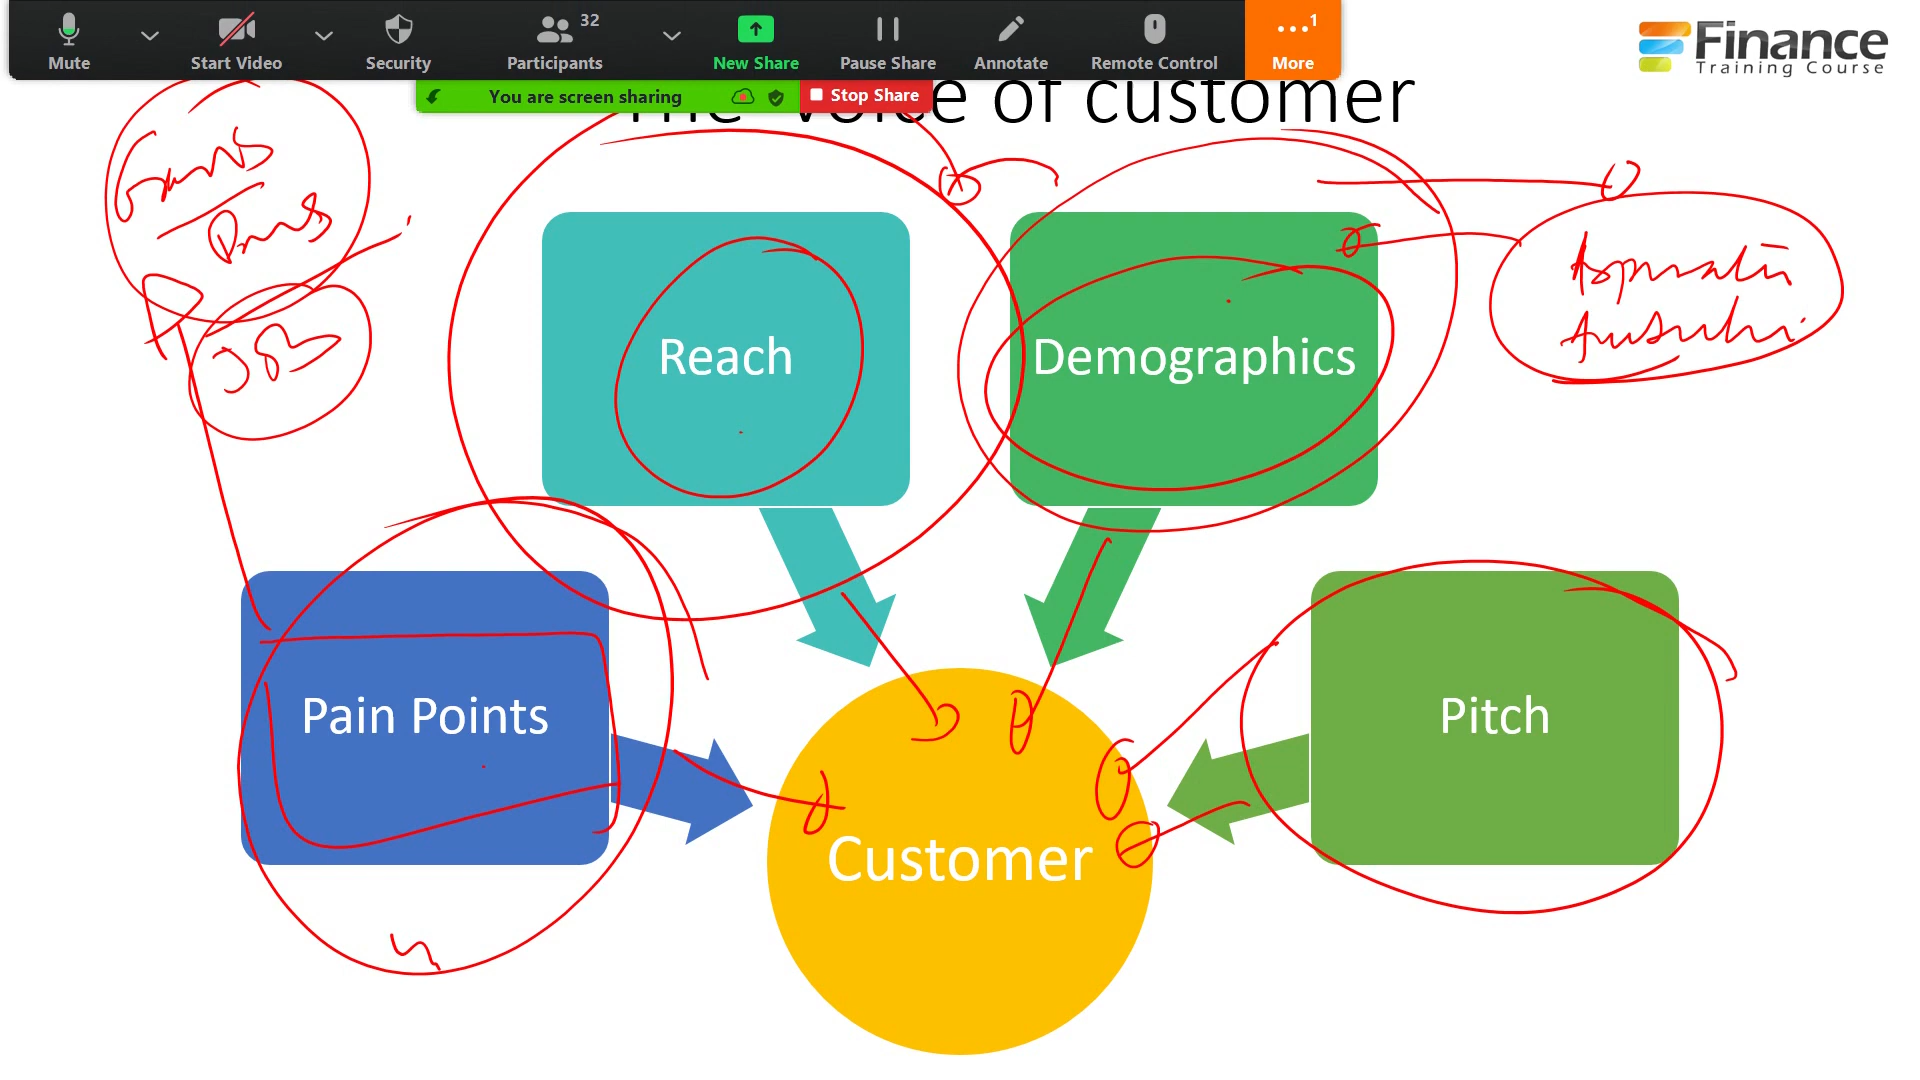 Mute
Start Video
Security
Participants
32
New Share
Pause Share
Annotate
Remote Control
More
1
Finance
Training Course
You are screen sharing
Stop Share
e of customer
Reach
Demographics
Pain Points
Pitch
Customer